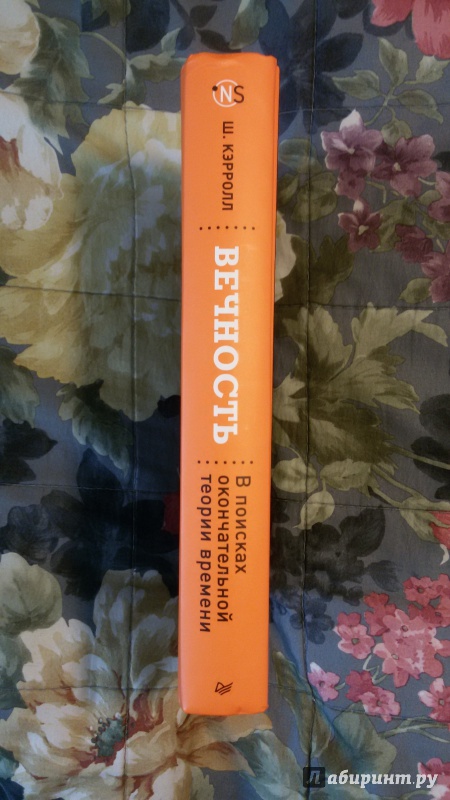 NS
Ш. КЭРРОЛЛ
ВЕЧНОСТЬ
В поисках
окончательной
теории времени
Лабиринт.ру